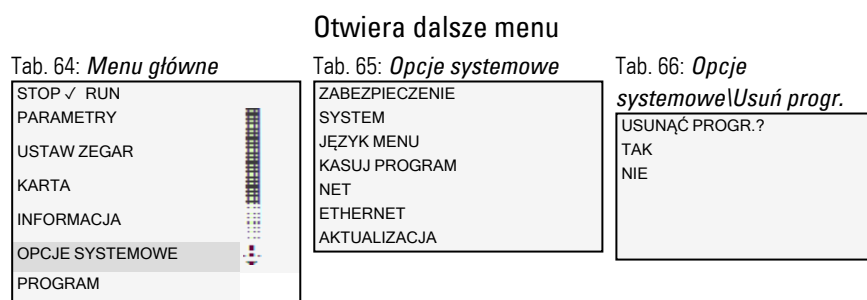 Otwiera dalsze menu
Tab. 64: Menu główne
STOP ✓ RUN
PARAMETRY
USTAW ZEGAR
KARTA
INFORMACJA
OPCJE SYSTEMOWE
PROGRAM
Tab. 65: Opcje systemowe
ZABEZPIECZENIE
SYSTEM
JĘZYK MENU
KASUJ PROGRAM
NET
ETHERNET
AKTUALIZACJA
Tab. 66: Opcje
systemowe\Usuń progr.
USUNĄĆ PROGR.?
TAK
NIE